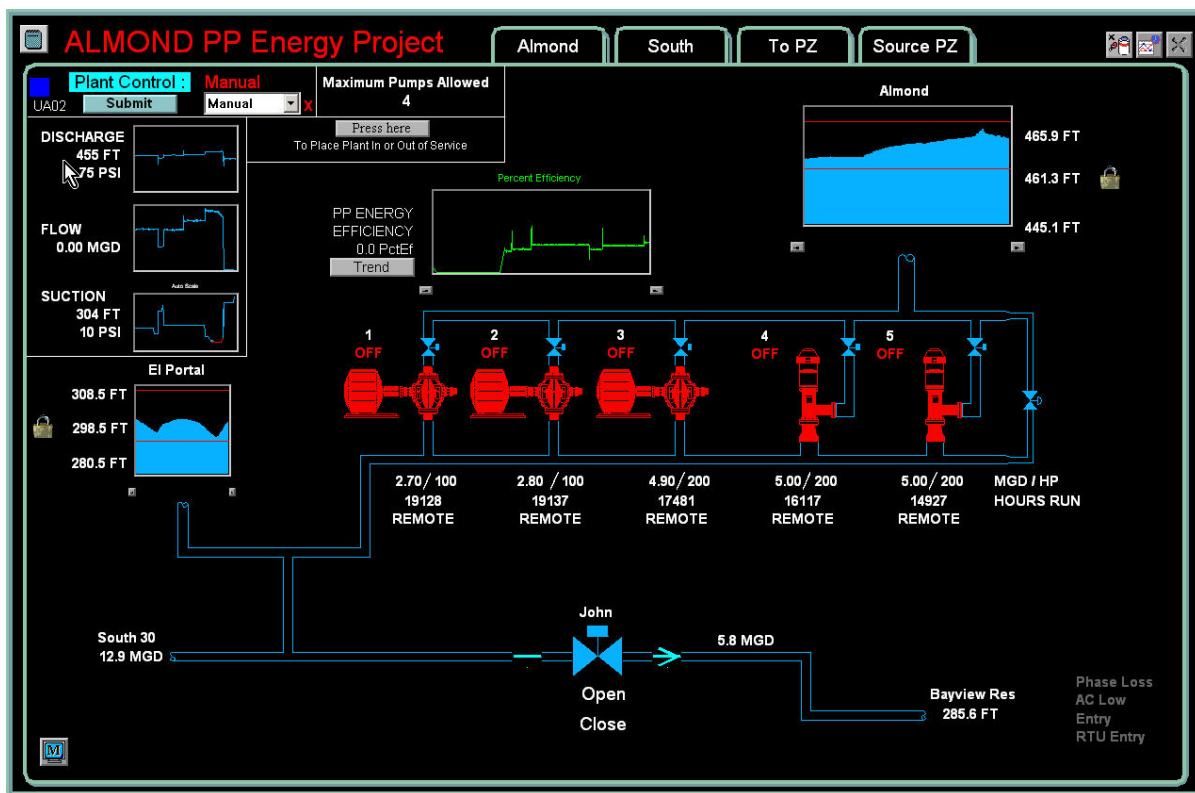 ALMOND PP Energy Project
Almond
South
To PZ
Source PZ
Plant Control :
Manual
UA02
Submit
Manual
X
Maximum Pumps Allowed
4
Press here
To Place Plant In or Out of Service
DISCHARGE
455 FT
75 PSI
FLOW
0.00 MGD
Auto Scale
SUCTION
304 FT
10 PSI
Percent Efficiency
PP ENERGY
EFFICIENCY
0.0 PctEf
Trend
Almond
465.9 FT
461.3 FT
445.1 FT
El Portal
308.5 FT
298.5 FT
280.5 FT
1
OFF
2
OFF
3
OFF
4
OFF
5
OFF
2.70 / 100
19128
REMOTE
2.80 / 100
19137
REMOTE
4.90 / 200
17481
REMOTE
5.00 / 200
16117
REMOTE
5.00 / 200
14927
REMOTE
MGD / HP
HOURS RUN
South 30
12.9 MGD
John
Open
Close
5.8 MGD
Bayview Res
285.6 FT
Phase Loss
AC Low
Entry
RTU Entry
M